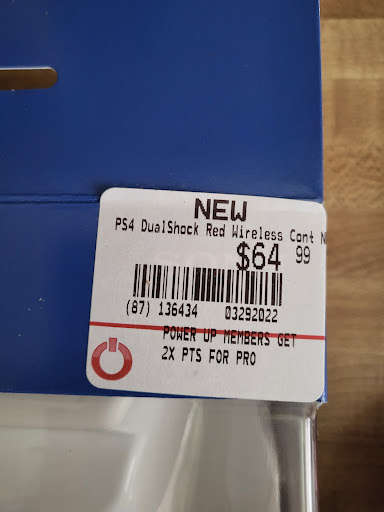 NEW
PS4 DualShock Red Wireless Cont N
$64 99
(87) 136434 03292022
POWER UP MEMBERS GET
2X PTS FOR PRO